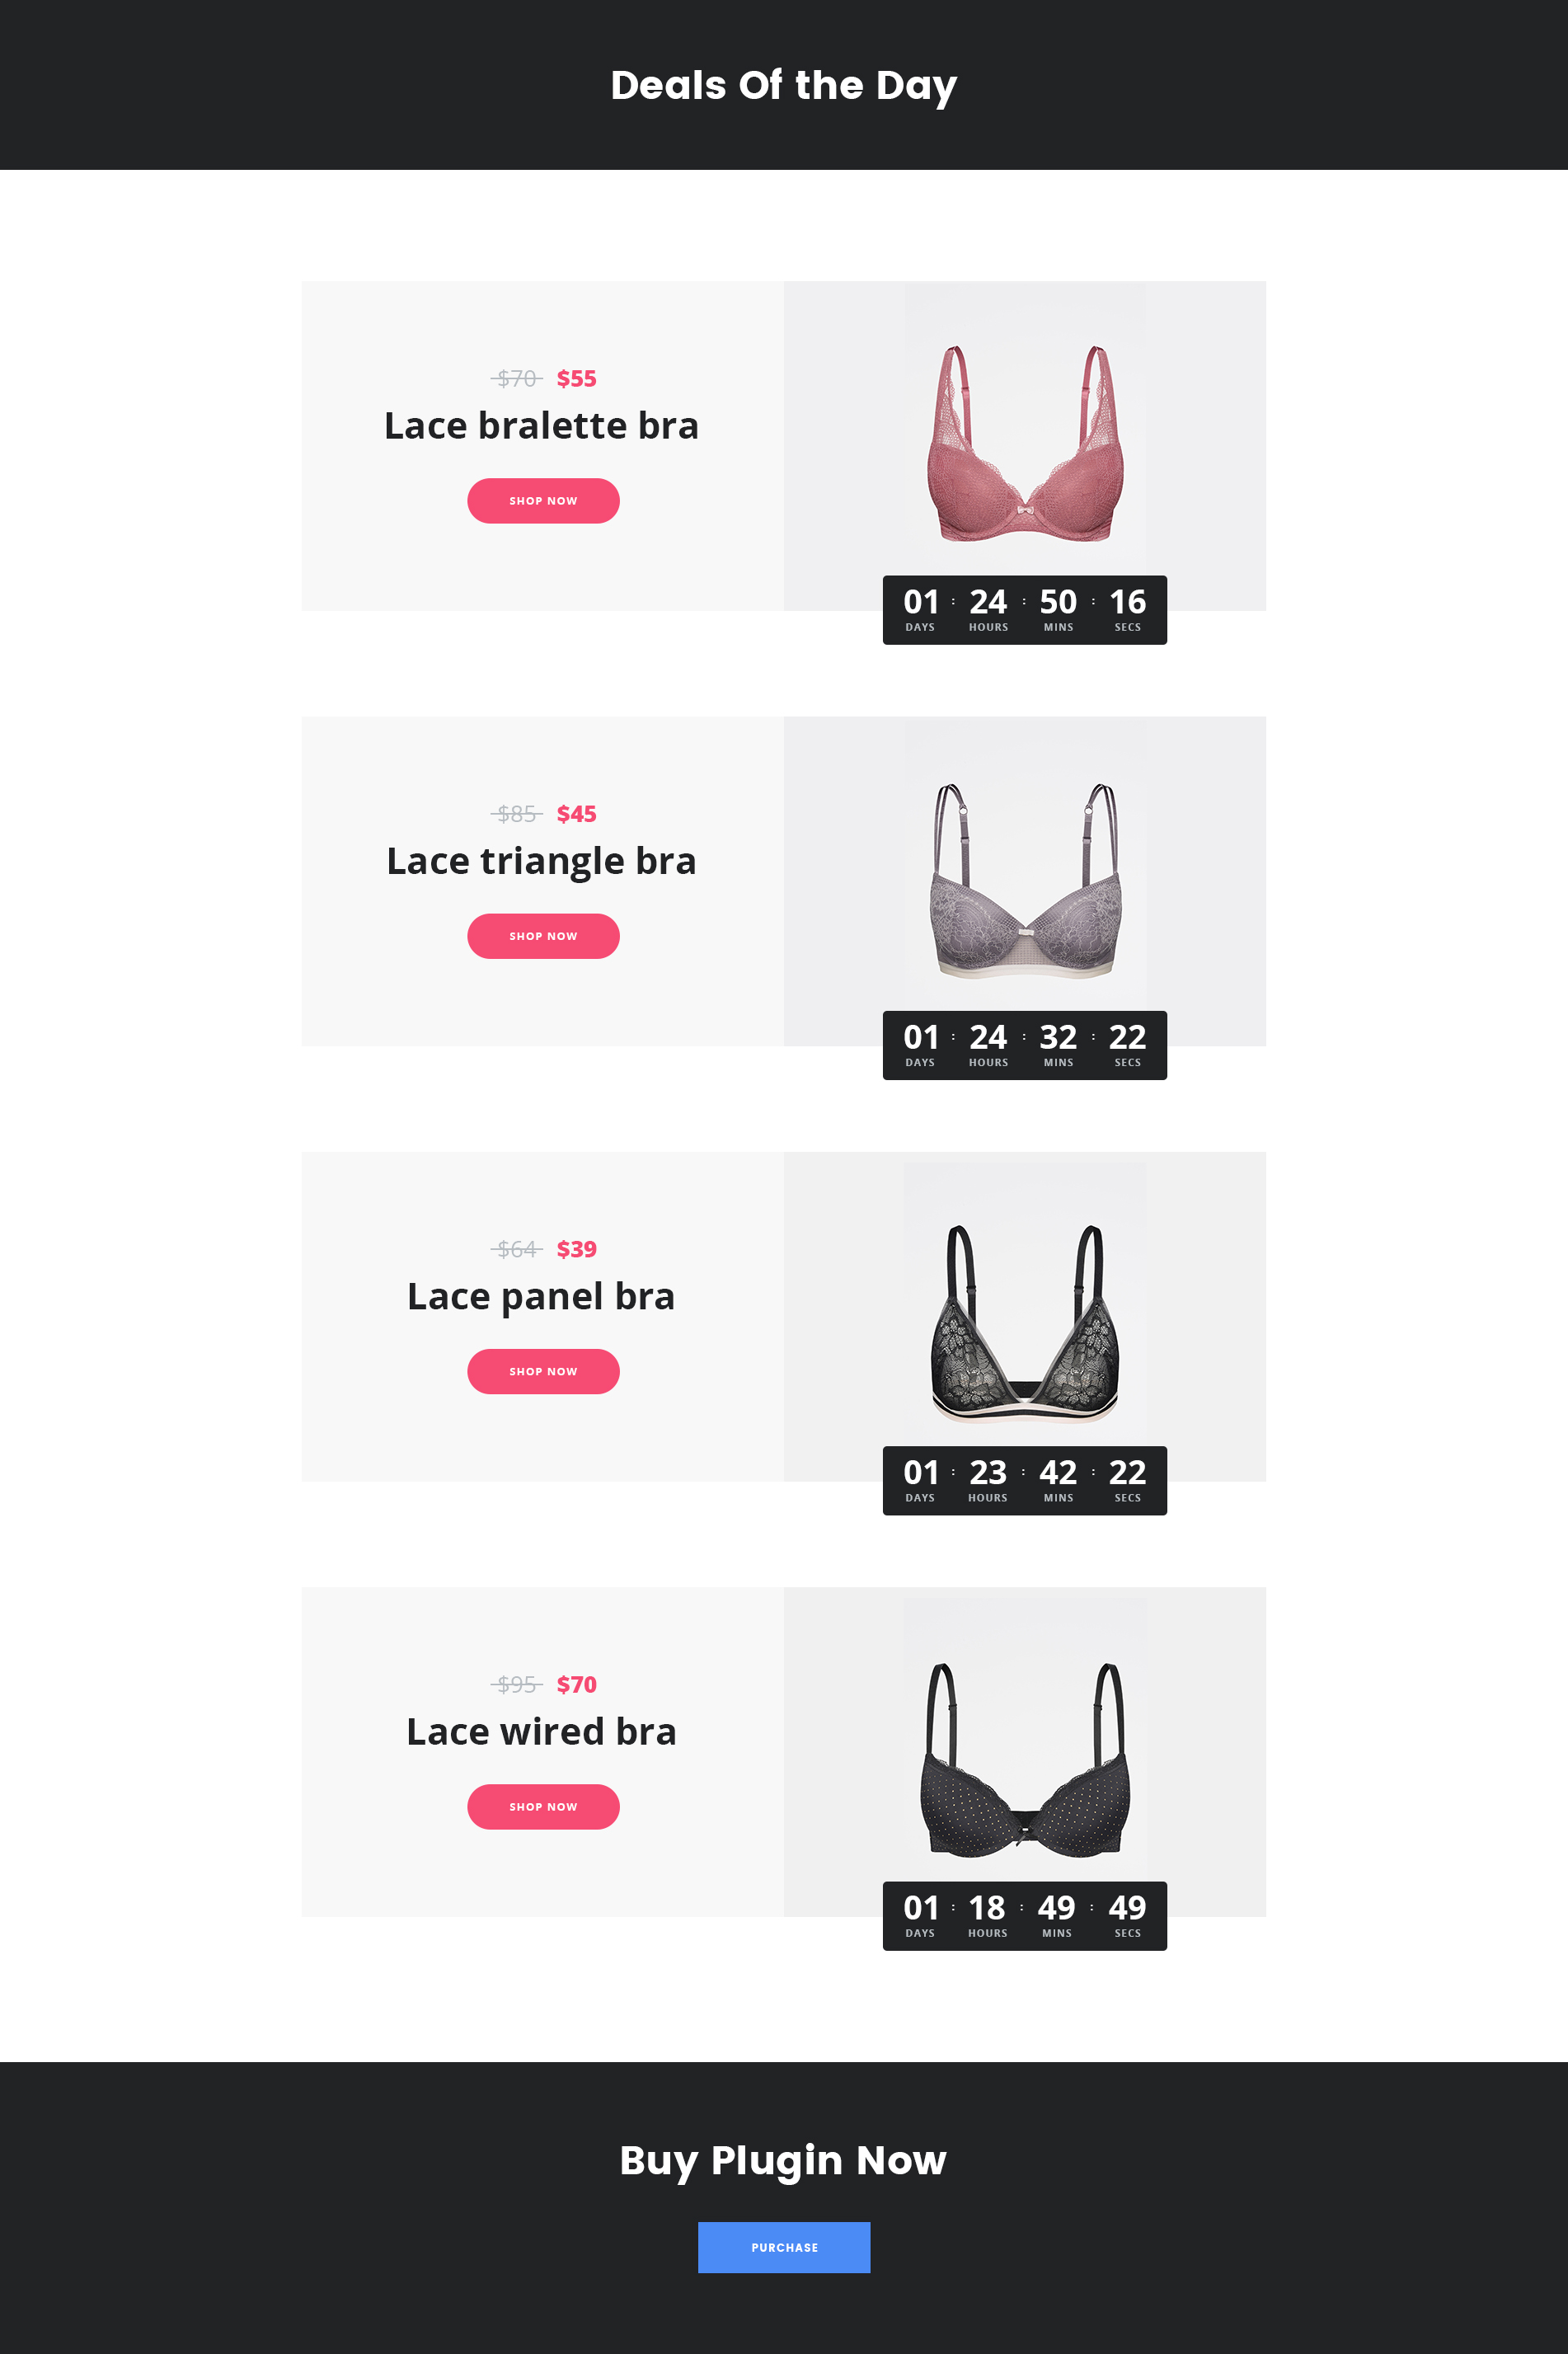 Deals Of the Day
$70 $55
Lace bralette bra
SHOP NOW
01 : 24 : 50 : 16
DAYS HOURS MINS SECS
$85 $45
Lace triangle bra
SHOP NOW
01 : 24 : 32 : 22
DAYS HOURS MINS SECS
$64 $39
Lace panel bra
SHOP NOW
01 : 23 : 42 : 22
DAYS HOURS MINS SECS
$95 $70
Lace wired bra
SHOP NOW
01 : 18 : 49 : 49
DAYS HOURS MINS SECS
Buy Plugin Now
PURCHASE